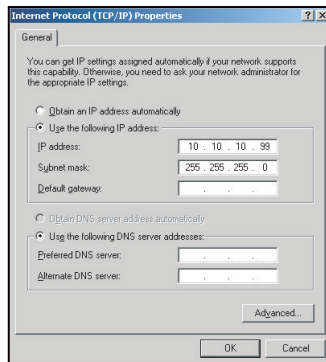 Internet Protocol (TCP/IP) Properties
General
You can get IP settings assigned automatically if your network supports
this capability. Otherwise, you need to ask your network administrator for
the appropriate IP settings.
Obtain an IP address automatically
Use the following IP address:
IP address: 10 . 10 . 10 . 99
Subnet mask: 255 . 255 . 255 . 0
Default gateway: . . .
Obtain DNS server address automatically
Use the following DNS server addresses:
Preferred DNS server: . . .
Alternate DNS server: . . .
Advanced...
OK Cancel